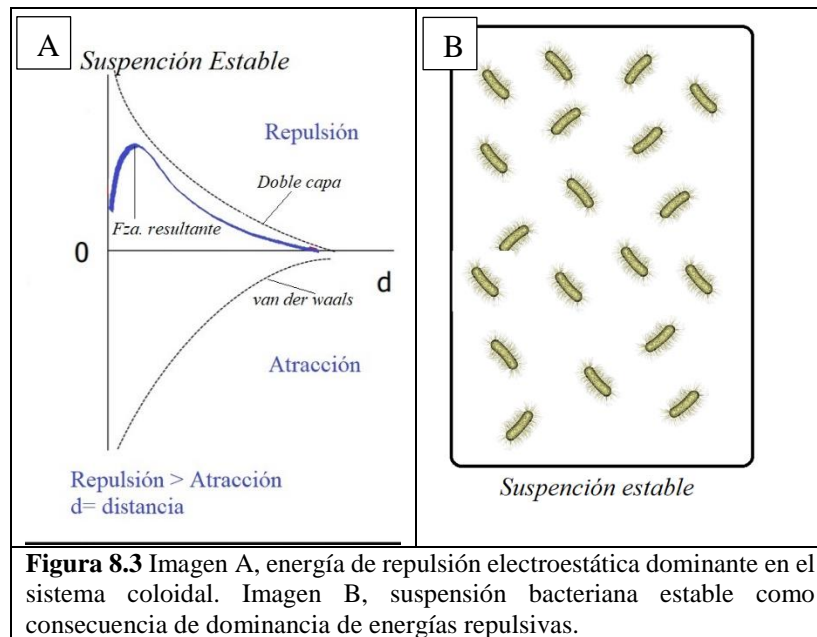 A
Suspención Estable
Repulsión
Doble capa
Fza. resultante
0
d
van der waals
Atracción
Repulsión > Atracción
d= distancia
B
Suspención estable
Figura 8.3 Imagen A, energía de repulsión electroestática dominante en el
sistema coloidal. Imagen B, suspensión bacteriana estable como
consecuencia de dominancia de energías repulsivas.